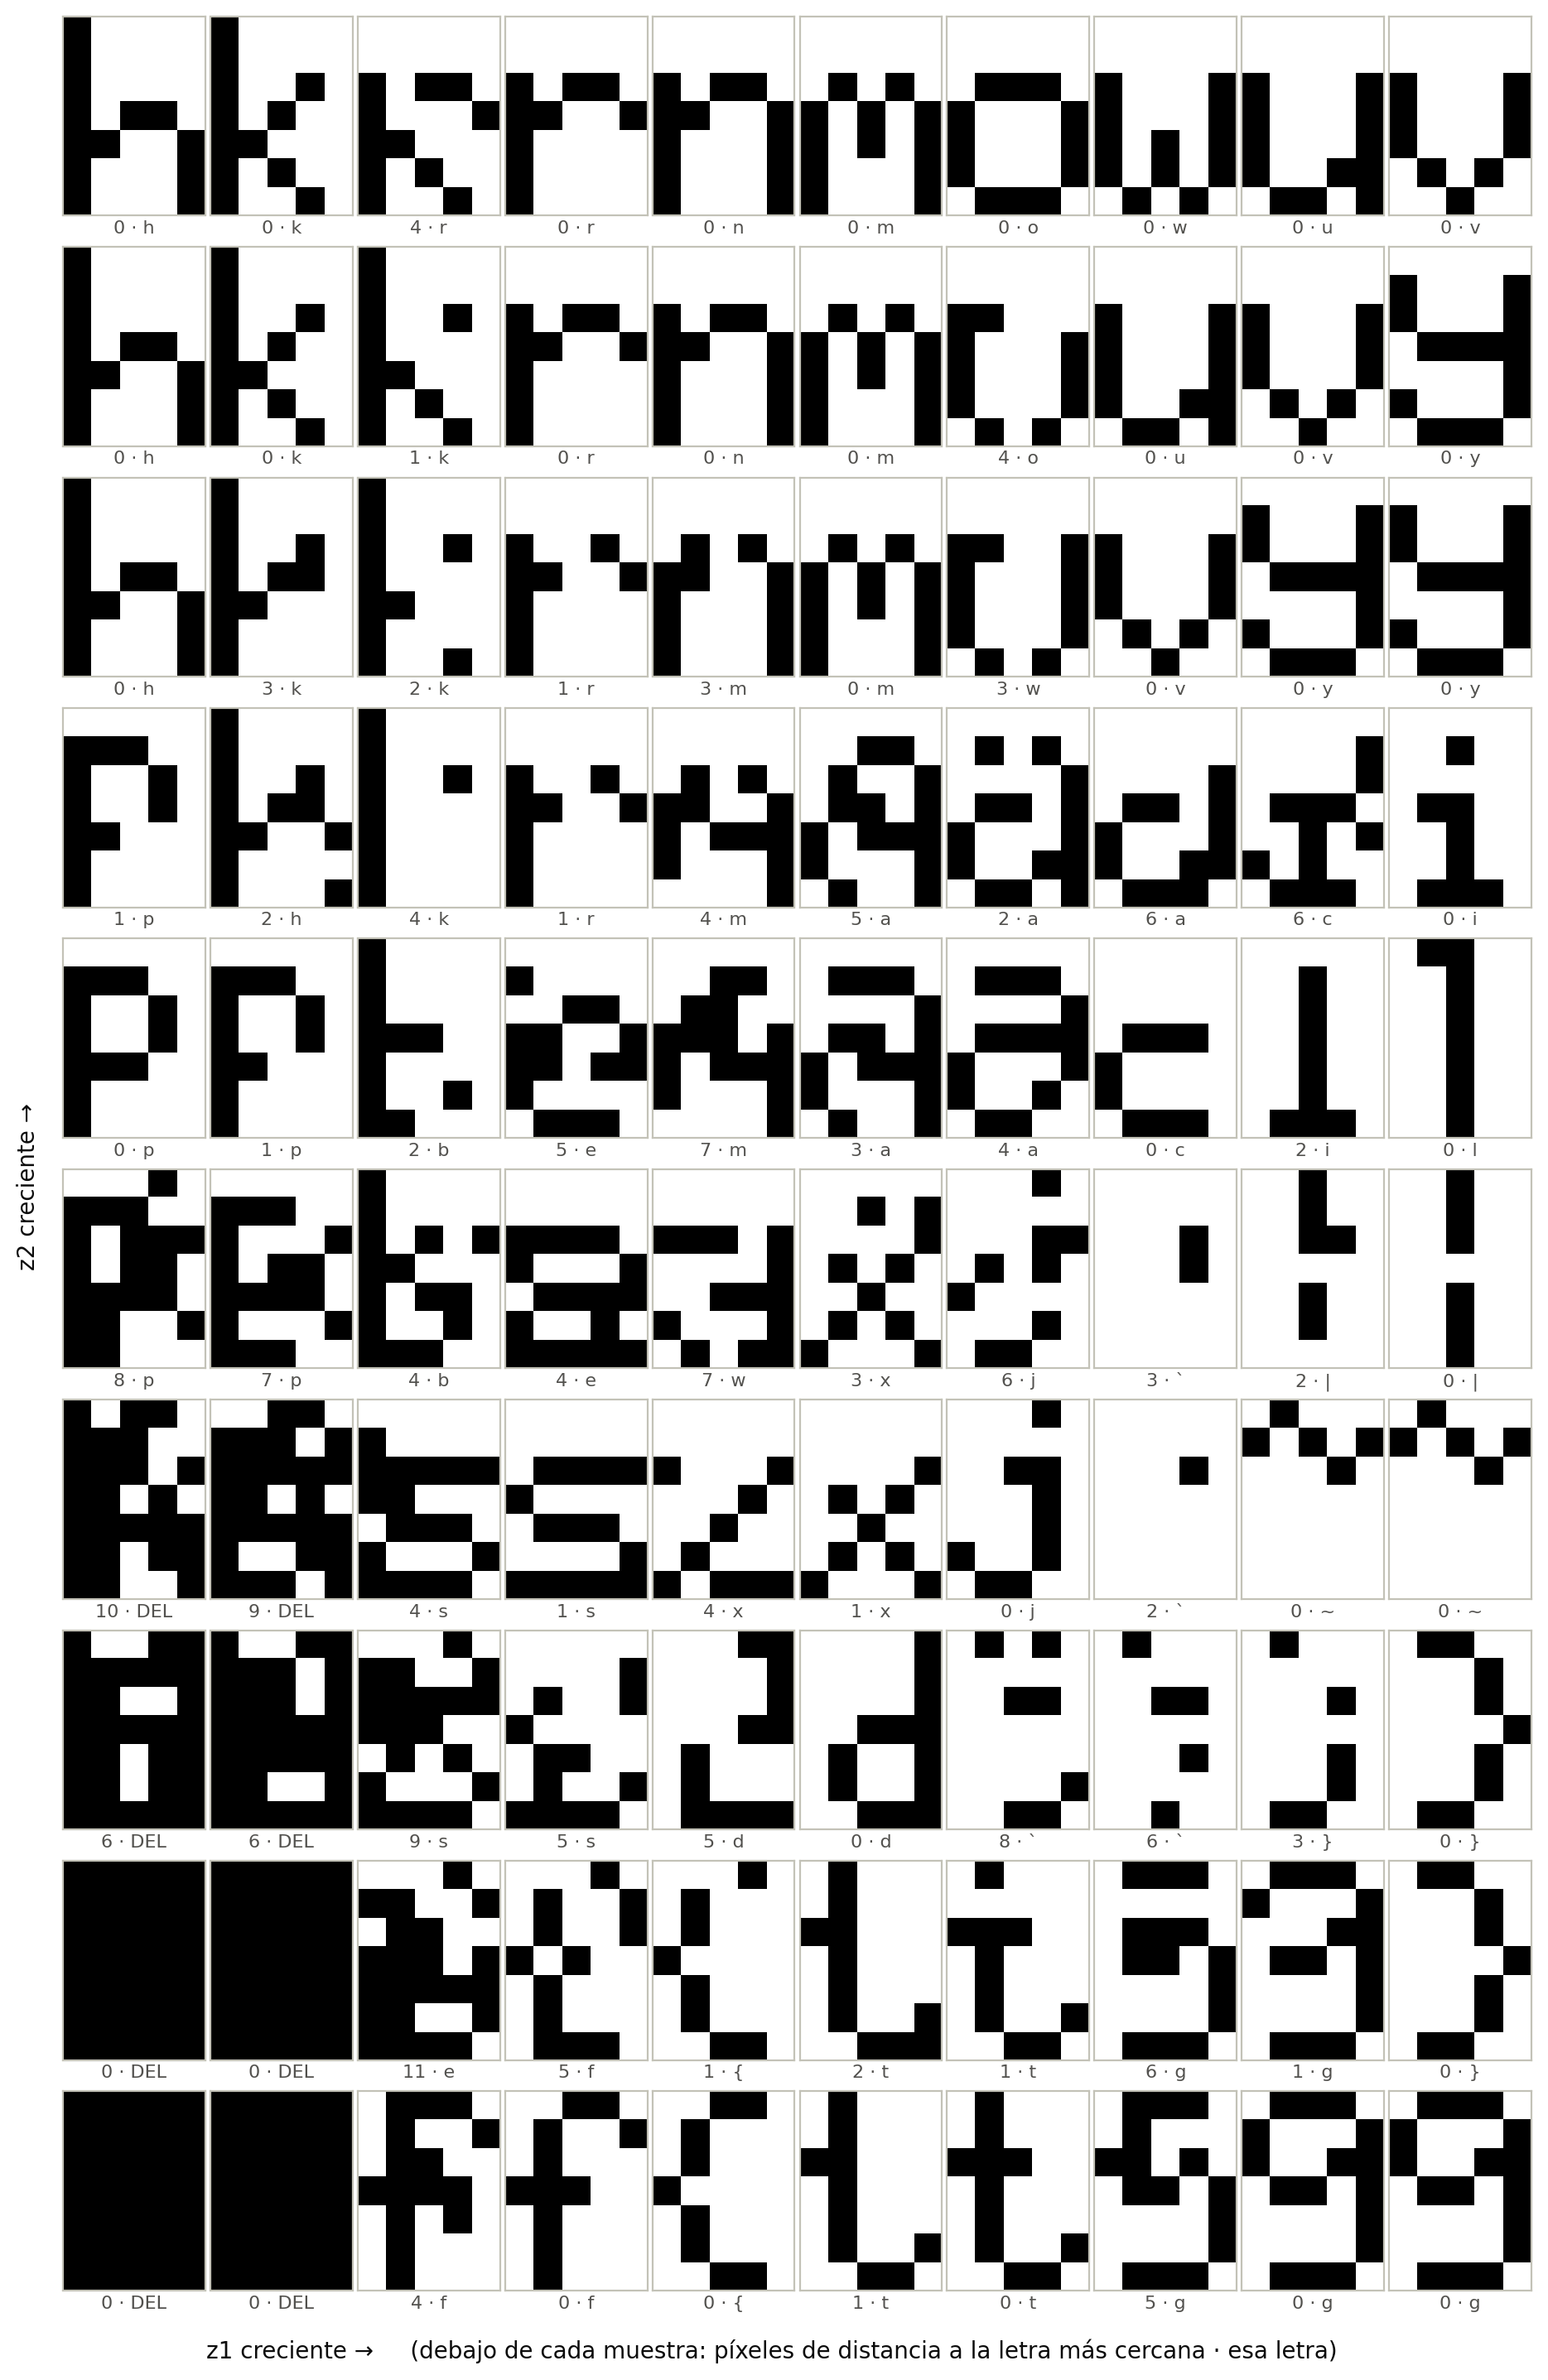 0 · h 0 · k 4 · r 0 · r 0 · n 0 · m 0 · o 0 · w 0 · u 0 · v
0 · h 0 · k 1 · k 0 · r 0 · n 0 · m 4 · o 0 · u 0 · v 0 · y
0 · h 3 · k 2 · k 1 · r 3 · m 0 · m 3 · w 0 · v 0 · y 0 · y
1 · p 2 · h 4 · k 1 · r 4 · m 5 · a 2 · a 6 · a 6 · c 0 · i
0 · p 1 · p 2 · b 5 · e 7 · m 3 · a 4 · a 0 · c 2 · i 0 · l
8 · p 7 · p 4 · b 4 · e 7 · w 3 · x 6 · j 3 · ` 2 · | 0 · |
10 · DEL 9 · DEL 4 · s 1 · s 4 · x 1 · x 0 · j 2 · ` 0 · ~ 0 · ~
6 · DEL 6 · DEL 9 · s 5 · s 5 · d 0 · d 8 · ` 6 · ` 3 · } 0 · }
0 · DEL 0 · DEL 11 · e 5 · f 1 · { 2 · t 1 · t 6 · g 1 · g 0 · }
0 · DEL 0 · DEL 4 · f 0 · f 0 · { 1 · t 0 · t 5 · g 0 · g 0 · g
z2 creciente →
z1 creciente → (debajo de cada muestra: píxeles de distancia a la letra más cercana · esa letra)